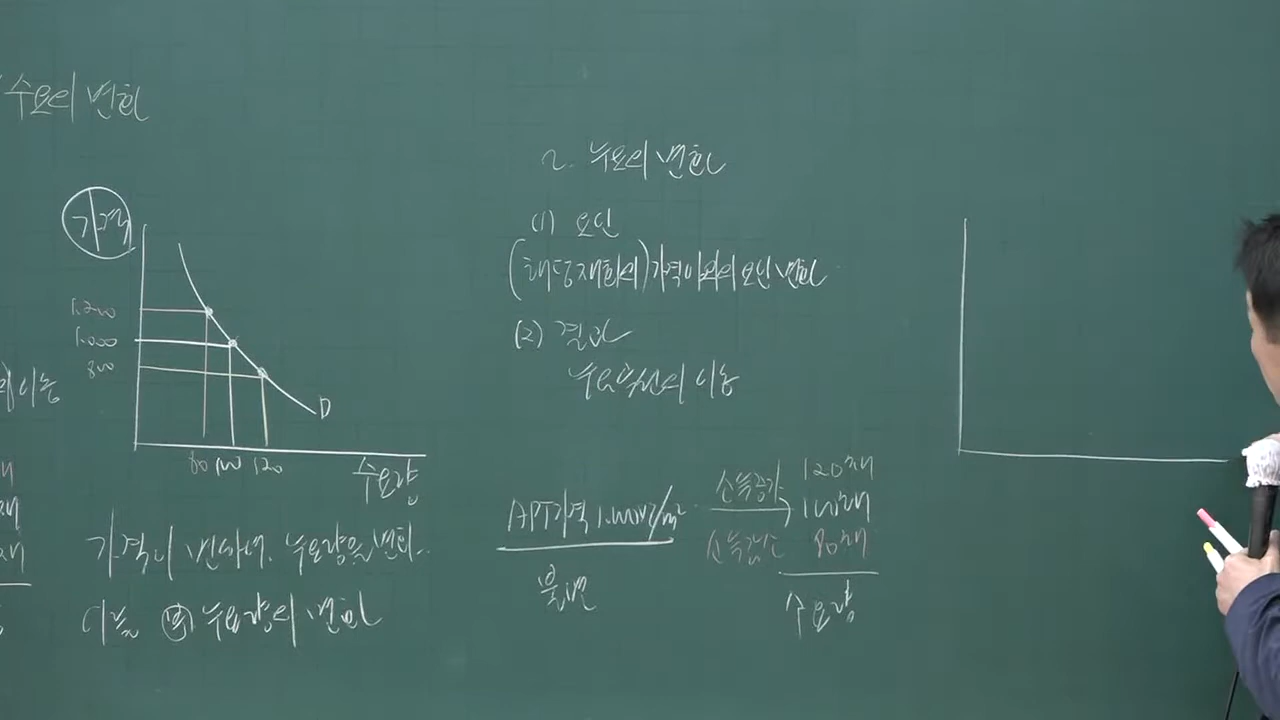 수요의 변화
가격
1,200
1,000
800
D
80 100 120
수요량
이동
가격이 변하여, 수요량을 변화
이를 수요량의 변화
2. 수요의 변화
(1) 요인
(해당재화의) 가격이외의 요인 변화
(2) 결과
수요곡선의 이동
APT가격 1,000만/m²
불변
소득증가
소득감소
120채
100채
80채
수요량